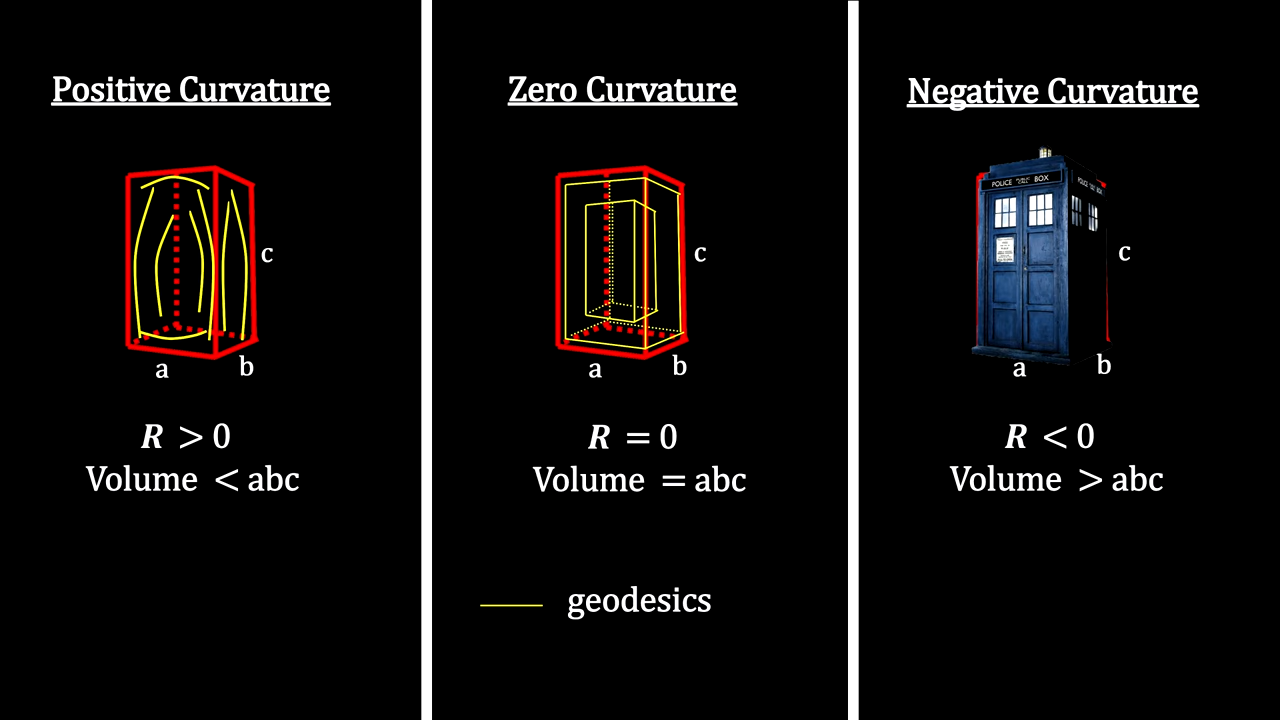 Positive Curvature
c
a
b
R > 0
Volume < abc
Zero Curvature
c
a
b
R = 0
Volume = abc
geodesics
Negative Curvature
POLICE BOX
c
a
b
R < 0
Volume > abc